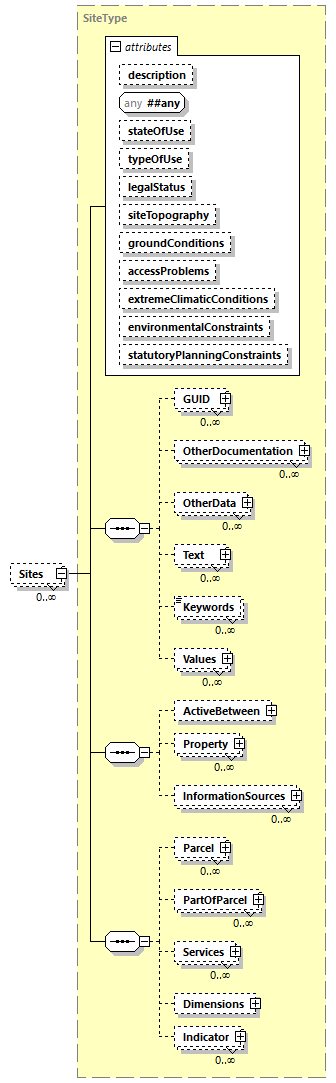 SiteType
attributes
description
any ##any
stateOfUse
typeOfUse
legalStatus
siteTopography
groundConditions
accessProblems
extremeClimaticConditions
environmentalConstraints
statutoryPlanningConstraints
GUID
0..∞
OtherDocumentation
0..∞
OtherData
0..∞
Text
0..∞
Sites
0..∞
Keywords
0..∞
Values
0..∞
ActiveBetween
Property
0..∞
InformationSources
0..∞
Parcel
0..∞
PartOfParcel
0..∞
Services
0..∞
Dimensions
Indicator
0..∞